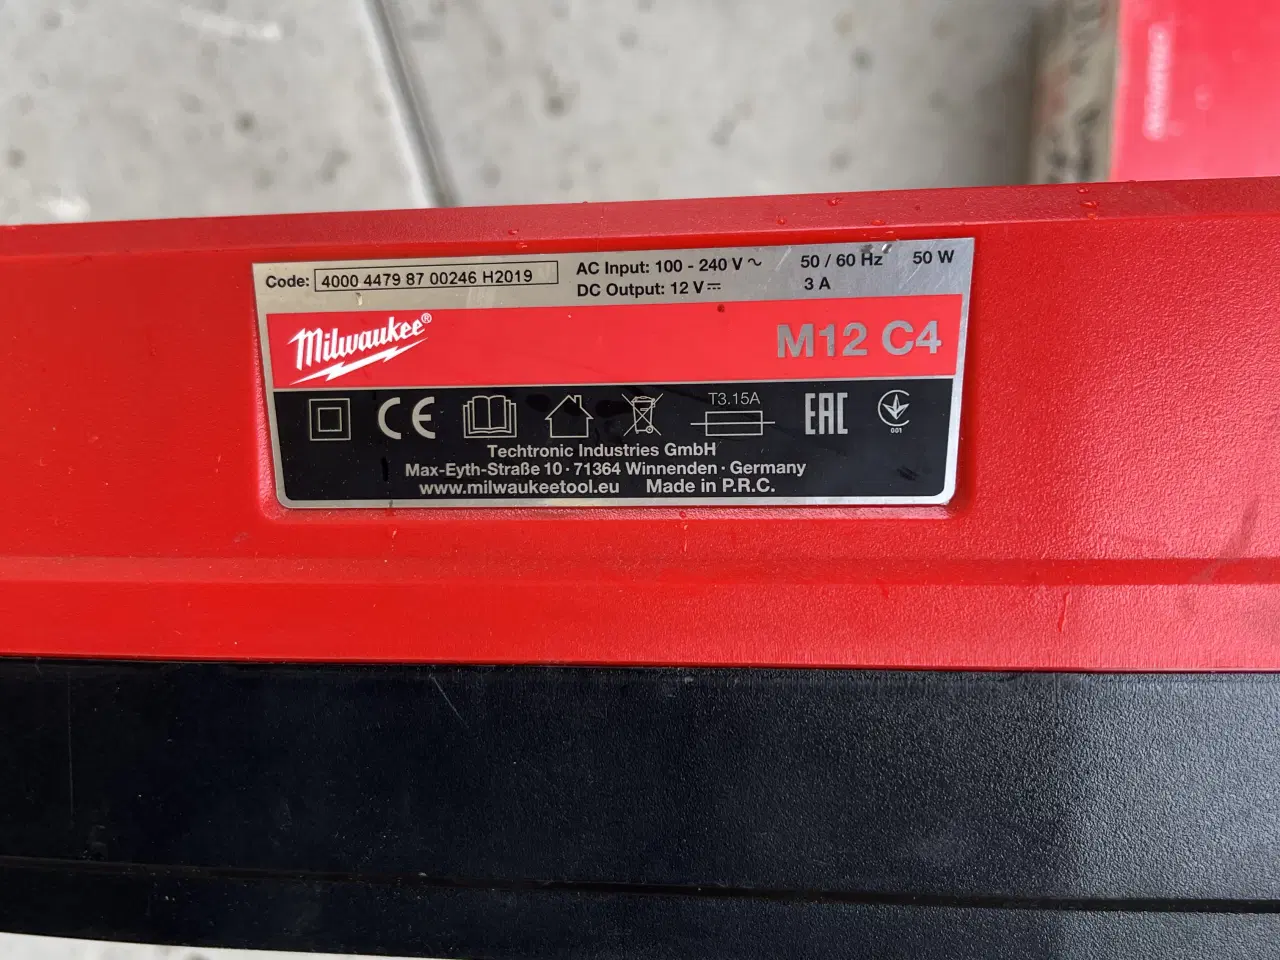 Code: 4000 4479 87 00246 H2019
AC Input: 100 - 240 V ~ 50 / 60 Hz 50 W
DC Output: 12 V ⎓ 3 A
Milwaukee®
M12 C4
T3.15A
CE
EAC
001
Techtronic Industries GmbH
Max-Eyth-Straße 10 · 71364 Winnenden · Germany
www.milwaukeetool.eu Made in P.R.C.